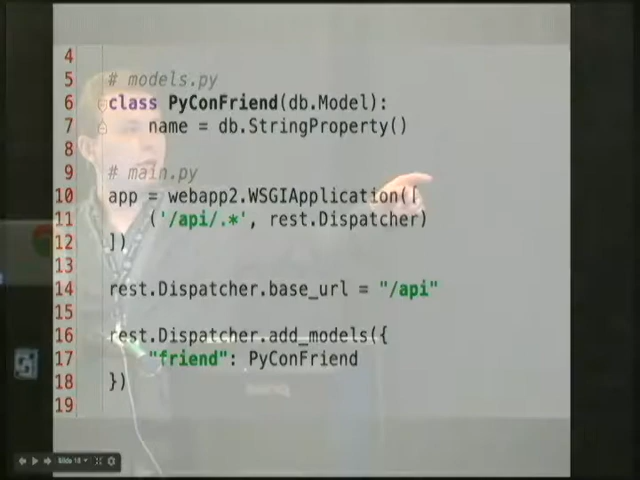 4
5 # models.py
6 class PyConFriend(db.Model):
7 name = db.StringProperty()
8
9 # main.py
10 app = webapp2.WSGIApplication([
11 ('/api/.*', rest.Dispatcher)
12 ])
13
14 rest.Dispatcher.base_url = "/api"
15
16 rest.Dispatcher.add_models({
17 "friend": PyConFriend
18 })
19
Slide 18